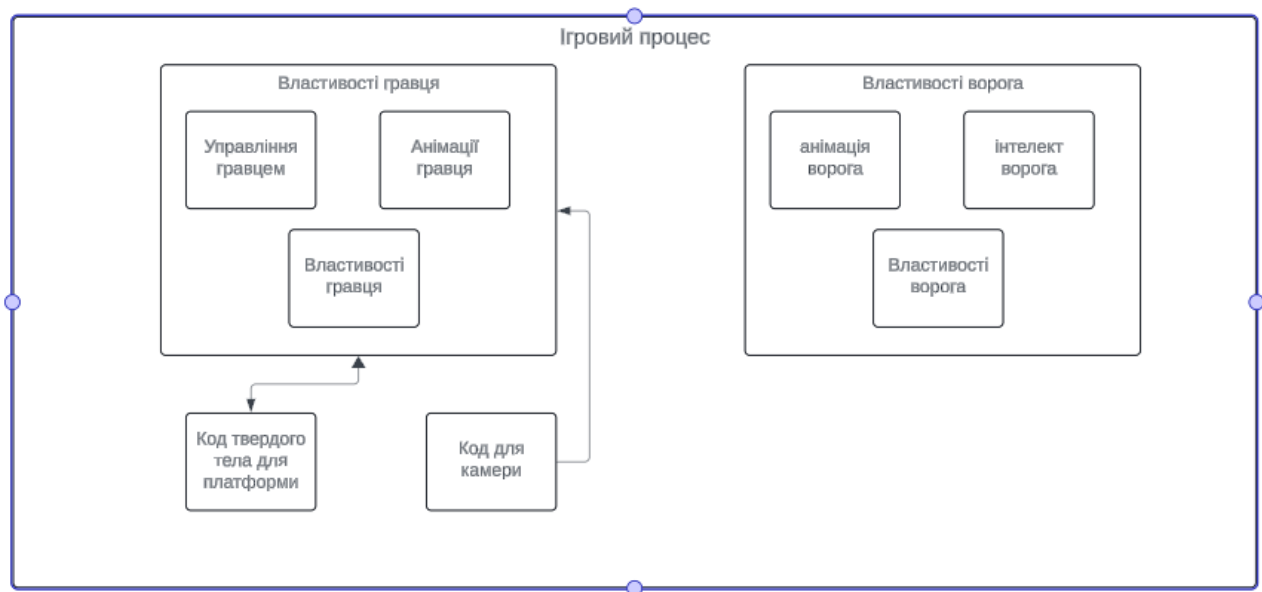 Ігровий процес
Властивості гравця
Управління
гравцем
Анімації
гравця
Властивості
гравця
Код твердого
тела для
платформи
Код для
камери
Властивості ворога
анімація
ворога
інтелект
ворога
Властивості
ворога